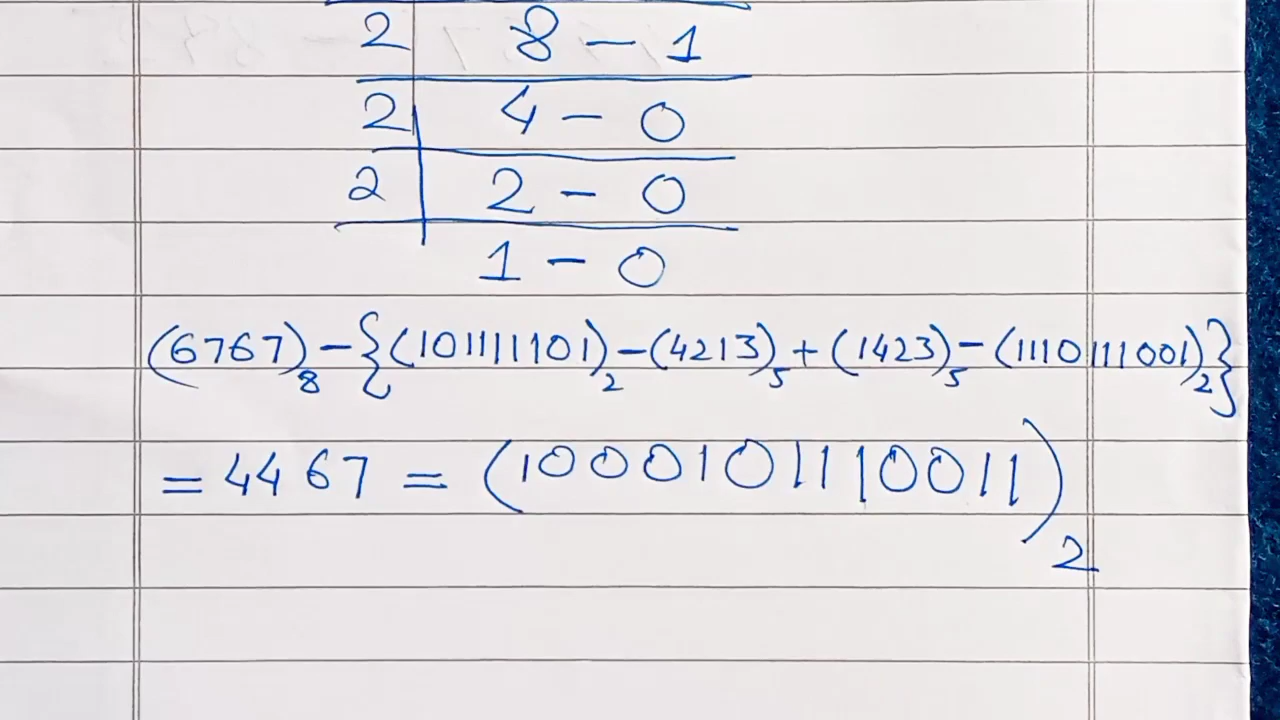 2 8 - 1
2 4 - 0
2 2 - 0
1 - 0
(6767)₈ - {(101111101)₂ - (4213)₅ + (1423)₅ - (1110111001)₂}
= 4467 = (1000101110011)₂